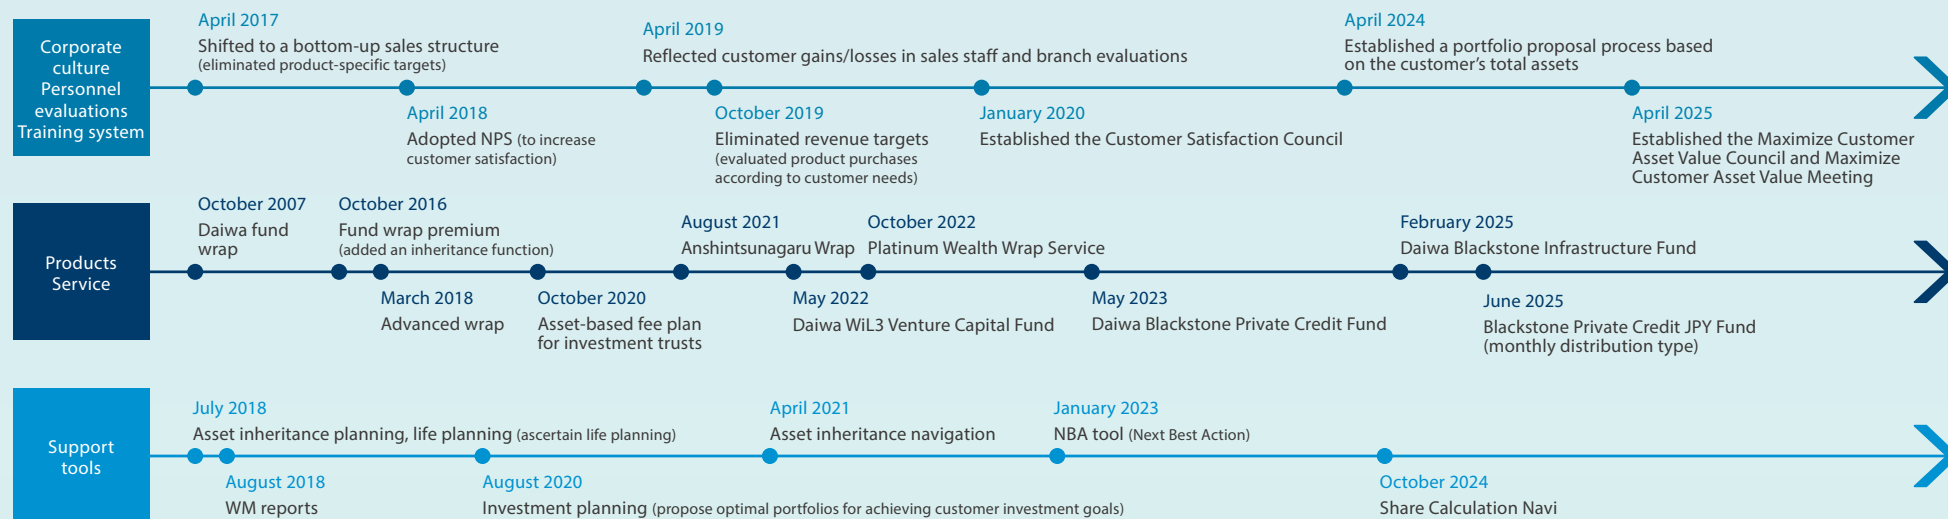 Corporate
culture
Personnel
evaluations
Training system
April 2017
Shifted to a bottom-up sales structure
(eliminated product-specific targets)
April 2018
Adopted NPS (to increase
customer satisfaction)
April 2019
Reflected customer gains/losses in sales staff and branch evaluations
October 2019
Eliminated revenue targets
(evaluated product purchases
according to customer needs)
January 2020
Established the Customer Satisfaction Council
April 2024
Established a portfolio proposal process based
on the customer's total assets
April 2025
Established the Maximize Customer
Asset Value Council and Maximize
Customer Asset Value Meeting
Products
Service
October 2007
Daiwa fund
wrap
October 2016
Fund wrap premium
(added an inheritance function)
March 2018
Advanced wrap
October 2020
Asset-based fee plan
for investment trusts
August 2021
Anshintsunagaru Wrap
May 2022
Daiwa WiL3 Venture Capital Fund
October 2022
Platinum Wealth Wrap Service
May 2023
Daiwa Blackstone Private Credit Fund
February 2025
Daiwa Blackstone Infrastructure Fund
June 2025
Blackstone Private Credit JPY Fund
(monthly distribution type)
Support
tools
July 2018
Asset inheritance planning, life planning (ascertain life planning)
August 2018
WM reports
August 2020
Investment planning (propose optimal portfolios for achieving customer investment goals)
April 2021
Asset inheritance navigation
January 2023
NBA tool (Next Best Action)
October 2024
Share Calculation Navi